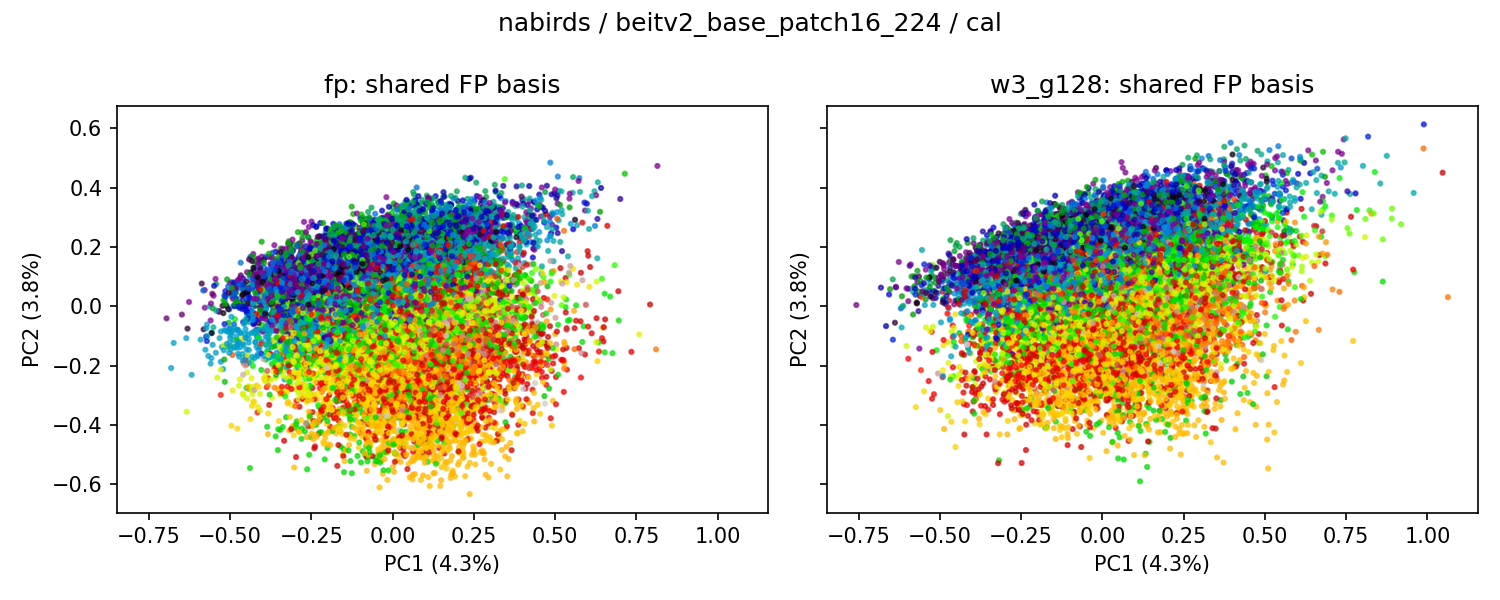 nabirds / beitv2_base_patch16_224 / cal
fp: shared FP basis
w3_g128: shared FP basis
0.6
0.4
0.2
0.0
−0.2
−0.4
−0.6
PC2 (3.8%)
PC2 (3.8%)
−0.75 −0.50 −0.25 0.00 0.25 0.50 0.75 1.00
−0.75 −0.50 −0.25 0.00 0.25 0.50 0.75 1.00
PC1 (4.3%)
PC1 (4.3%)